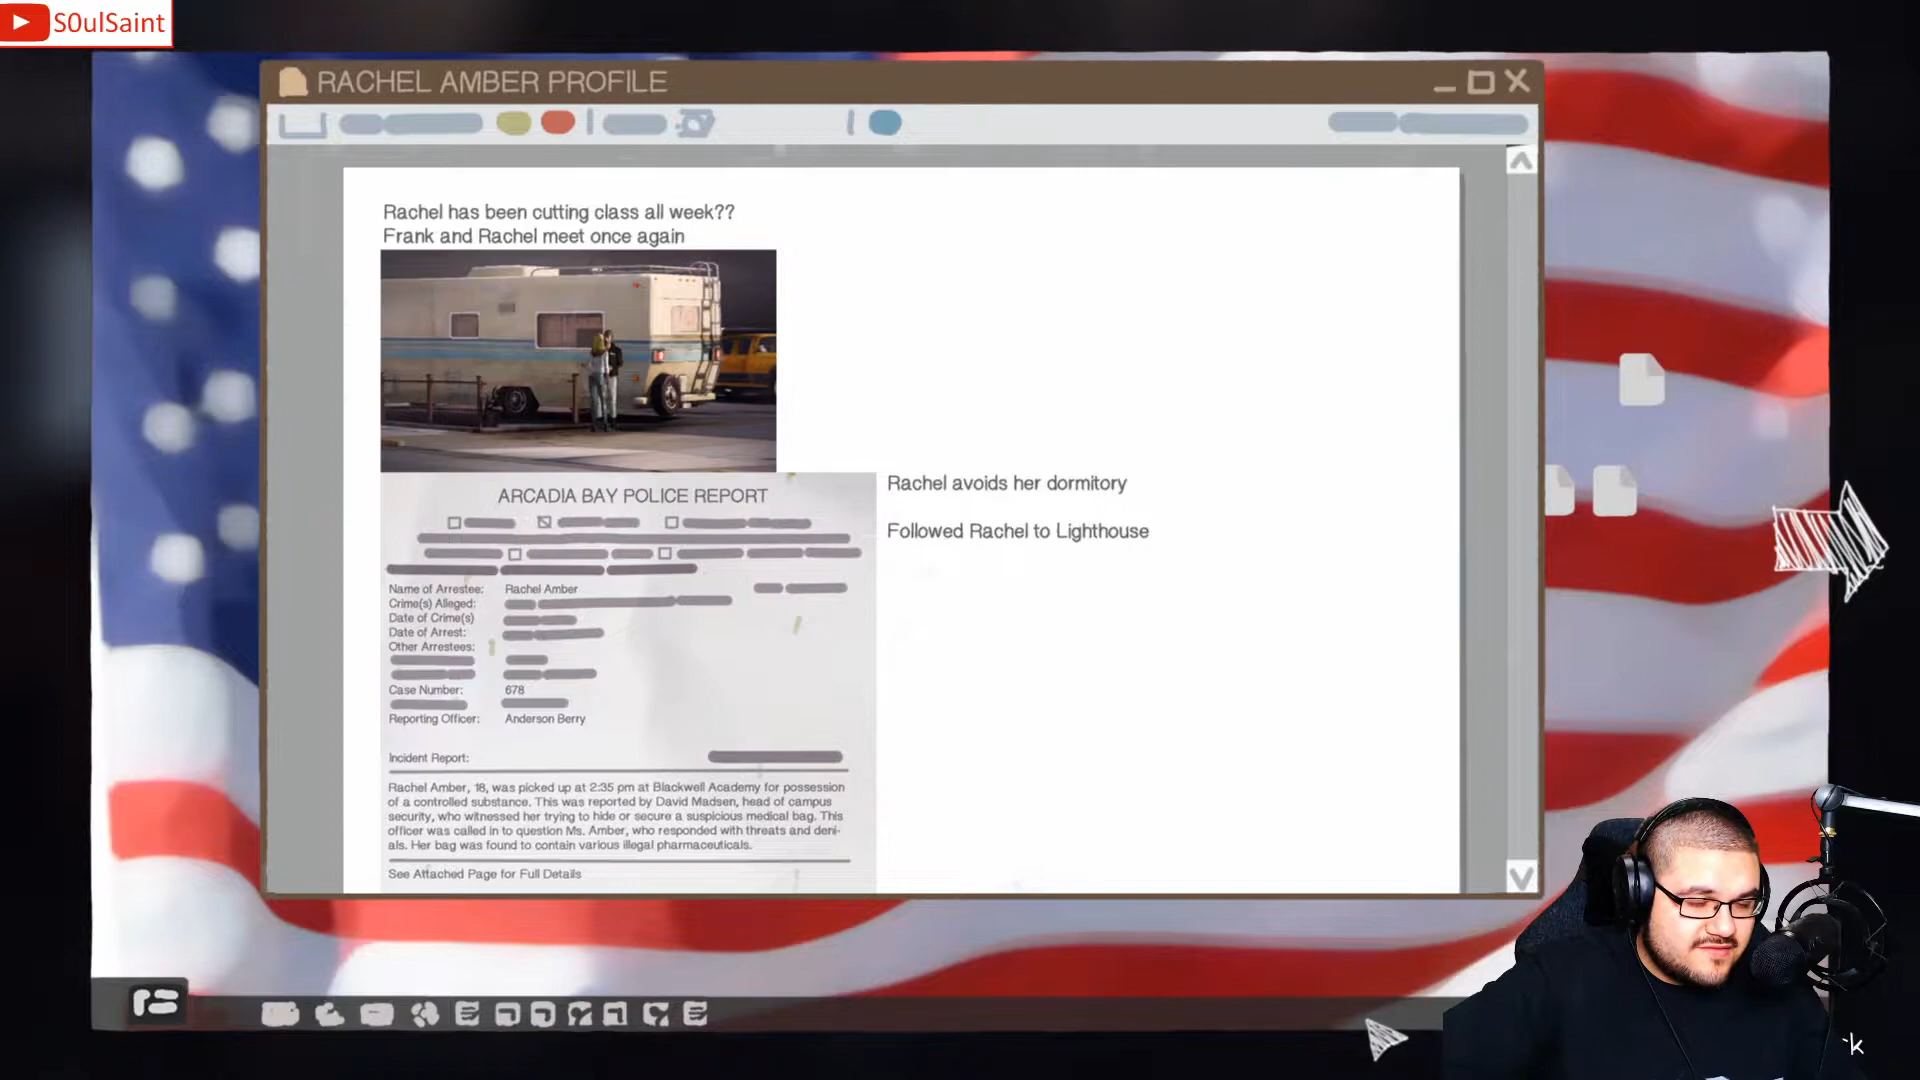 S0ulSaint
RACHEL AMBER PROFILE
Rachel has been cutting class all week??
Frank and Rachel meet once again
ARCADIA BAY POLICE REPORT
Name of Arrestee: Rachel Amber
Crime(s) Alleged:
Date of Crime(s)
Date of Arrest:
Other Arrestees:
Case Number: 678
Reporting Officer: Anderson Berry
Incident Report:
Rachel Amber, 18, was picked up at 2:35 pm at Blackwell Academy for possession
of a controlled substance. This was reported by David Madsen, head of campus
security, who witnessed her trying to hide or secure a suspicious medical bag. This
officer was called in to question Ms. Amber, who responded with threats and deni-
als. Her bag was found to contain various illegal pharmaceuticals.
See Attached Page for Full Details
Rachel avoids her dormitory
Followed Rachel to Lighthouse